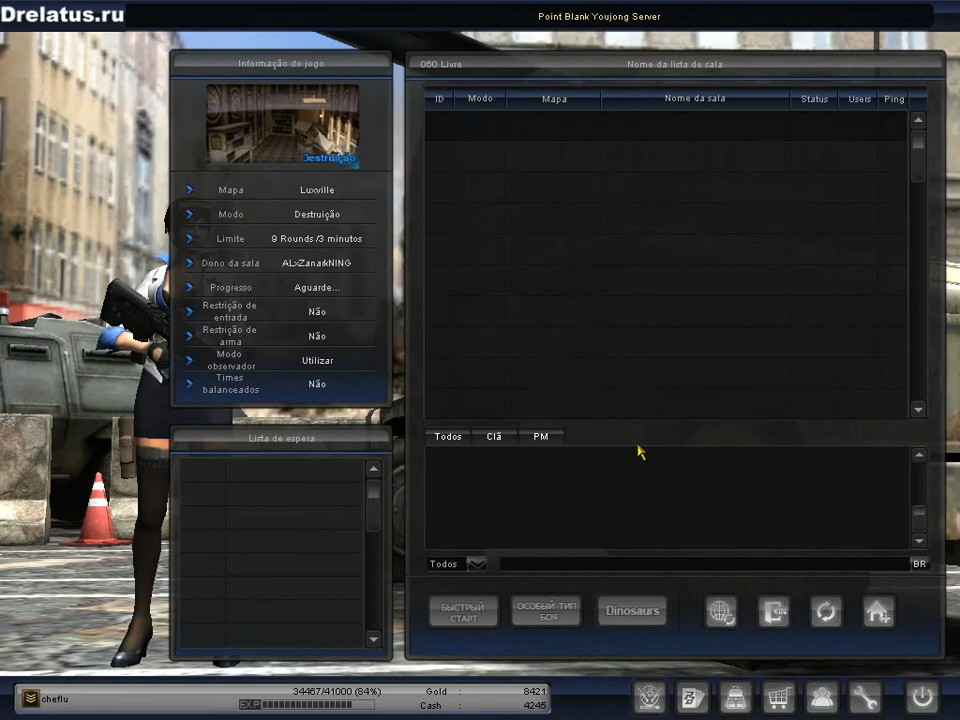 Drelatus.ru
Point Blank Youjong Server
Informação do jogo
Destruição
Mapa Luxville
Modo Destruição
Limite 9 Rounds /3 minutos
Dono da sala ALxZanarkNING
Progresso Aguarde...
Restrição de entrada Não
Restrição de arma Não
Modo observador Utilizar
Times balanceados Não
Lista de espera
060 Livre Nome da lista de sala
ID Modo Mapa Nome da sala Status Users Ping
Todos Clã PM
Todos BR
БЫСТРЫЙ СТАРТ
ОСОБЫЙ ТИП БОЯ
Dinosaurs
cheflu
34467/41000 (84%)
EXP
Gold : 8421
Cash : 4245